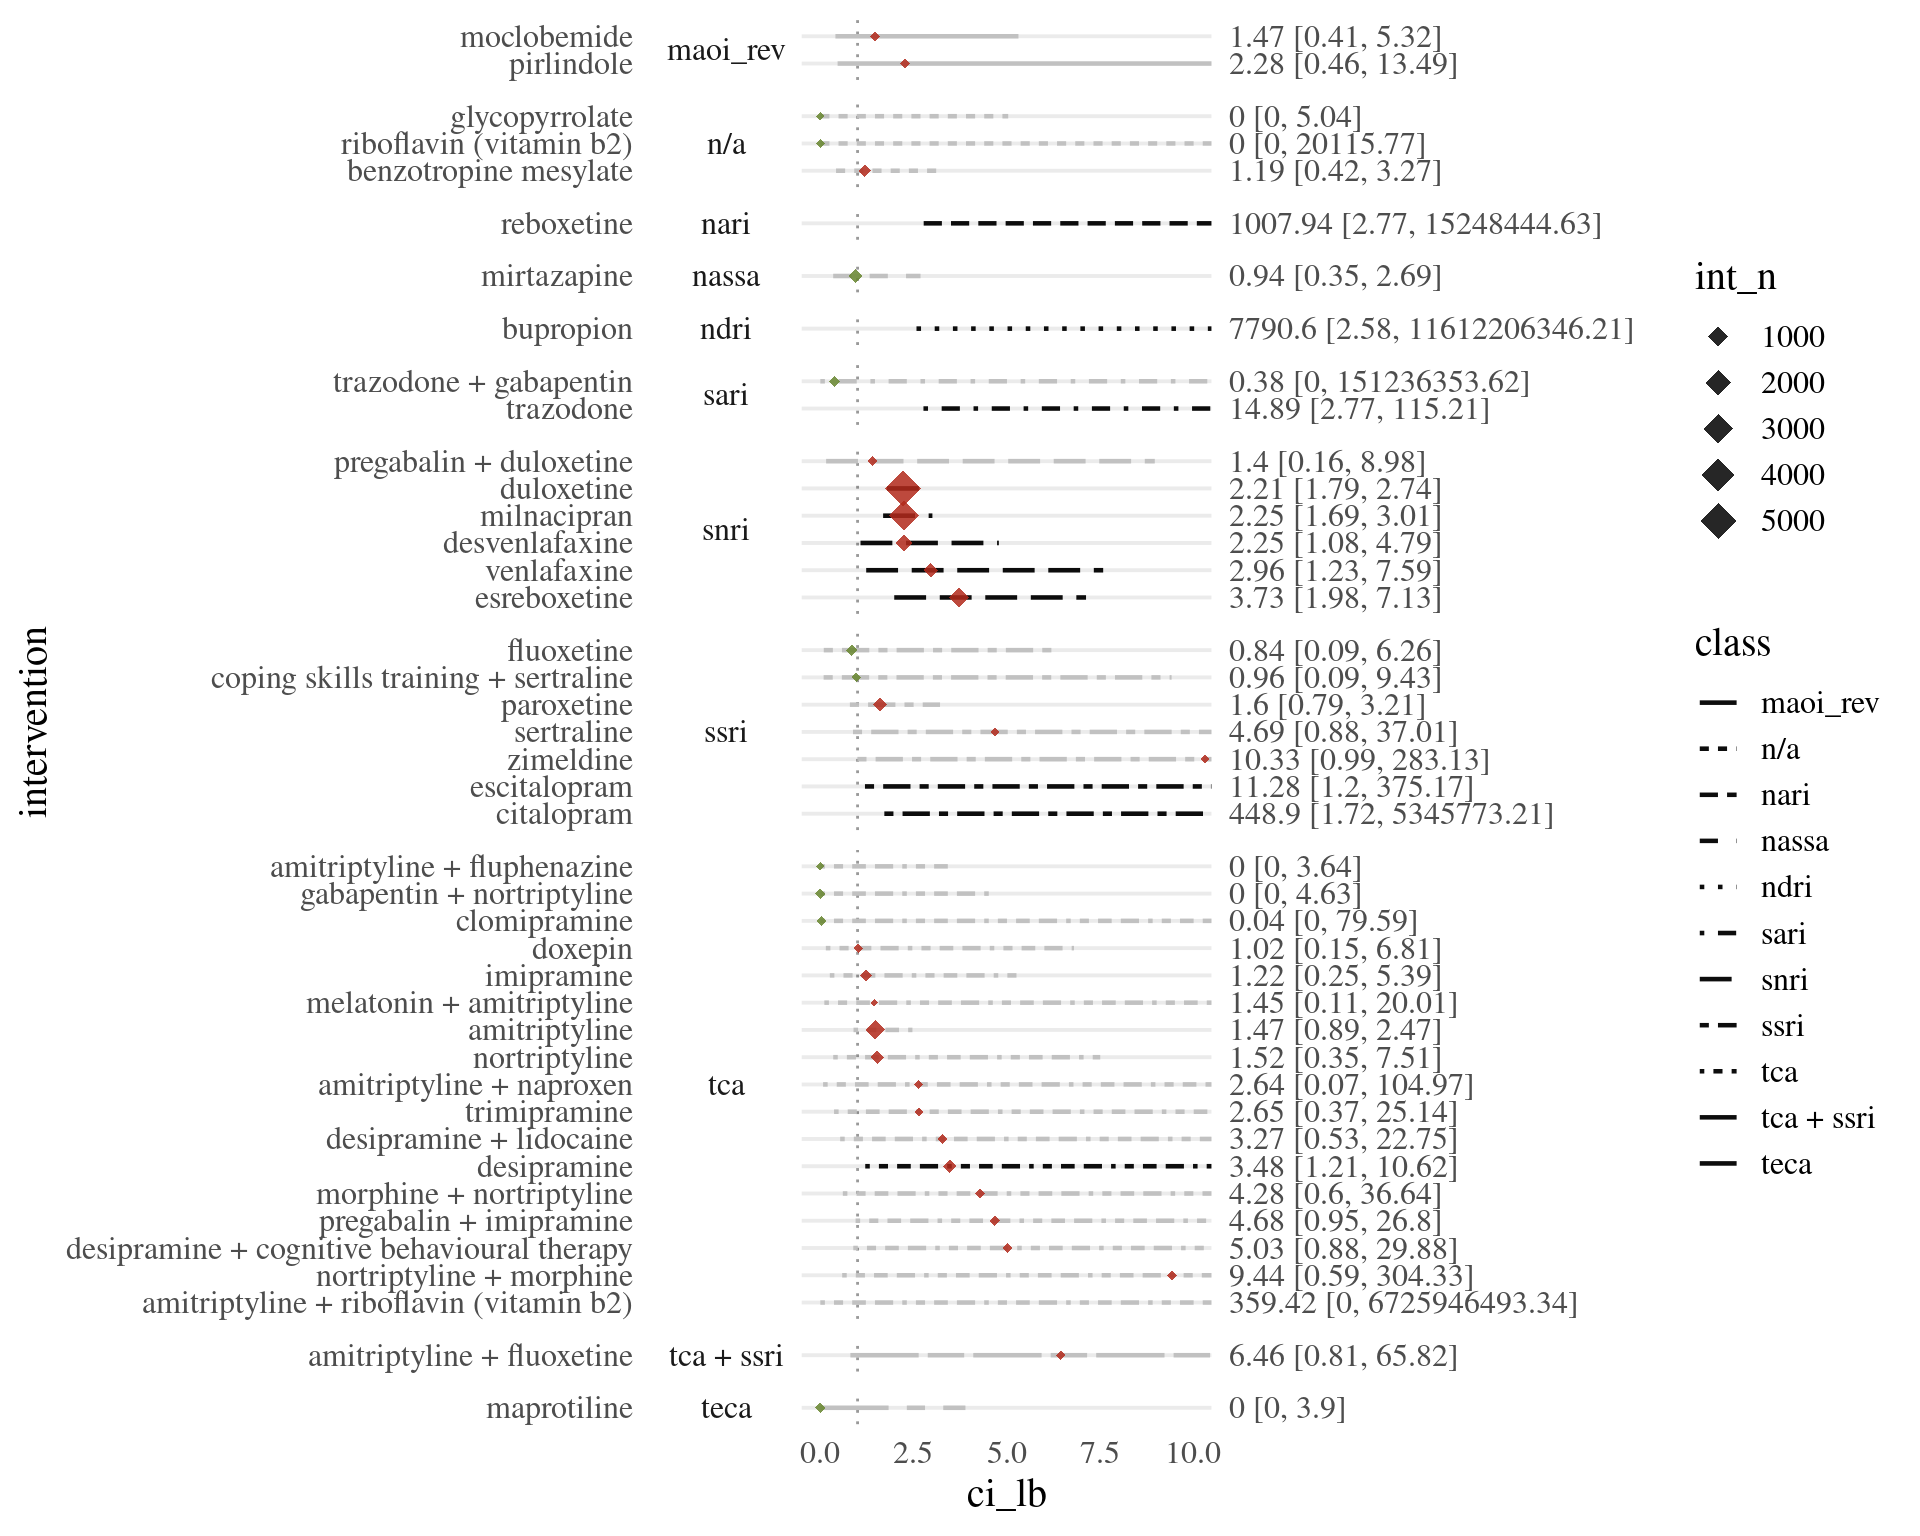 moclobemide maoi_rev 1.47 [0.41, 5.32]
pirlindole 2.28 [0.46, 13.49]
glycopyrrolate 0 [0, 5.04]
riboflavin (vitamin b2) n/a 0 [0, 20115.77]
benzotropine mesylate 1.19 [0.42, 3.27]
reboxetine nari 1007.94 [2.77, 15248444.63]
mirtazapine nassa 0.94 [0.35, 2.69]
bupropion ndri 7790.6 [2.58, 11612206346.21]
trazodone + gabapentin sari 0.38 [0, 151236353.62]
trazodone 14.89 [2.77, 115.21]
pregabalin + duloxetine 1.4 [0.16, 8.98]
duloxetine 2.21 [1.79, 2.74]
milnacipran snri 2.25 [1.69, 3.01]
desvenlafaxine 2.25 [1.08, 4.79]
venlafaxine 2.96 [1.23, 7.59]
esreboxetine 3.73 [1.98, 7.13]
fluoxetine 0.84 [0.09, 6.26]
coping skills training + sertraline 0.96 [0.09, 9.43]
paroxetine 1.6 [0.79, 3.21]
sertraline ssri 4.69 [0.88, 37.01]
zimeldine 10.33 [0.99, 283.13]
escitalopram 11.28 [1.2, 375.17]
citalopram 448.9 [1.72, 5345773.21]
amitriptyline + fluphenazine 0 [0, 3.64]
gabapentin + nortriptyline 0 [0, 4.63]
clomipramine 0.04 [0, 79.59]
doxepin 1.02 [0.15, 6.81]
imipramine 1.22 [0.25, 5.39]
melatonin + amitriptyline 1.45 [0.11, 20.01]
amitriptyline 1.47 [0.89, 2.47]
nortriptyline 1.52 [0.35, 7.51]
amitriptyline + naproxen tca 2.64 [0.07, 104.97]
trimipramine 2.65 [0.37, 25.14]
desipramine + lidocaine 3.27 [0.53, 22.75]
desipramine 3.48 [1.21, 10.62]
morphine + nortriptyline 4.28 [0.6, 36.64]
pregabalin + imipramine 4.68 [0.95, 26.8]
desipramine + cognitive behavioural therapy 5.03 [0.88, 29.88]
nortriptyline + morphine 9.44 [0.59, 304.33]
amitriptyline + riboflavin (vitamin b2) 359.42 [0, 6725946493.34]
amitriptyline + fluoxetine tca + ssri 6.46 [0.81, 65.82]
maprotiline teca 0 [0, 3.9]
0.0 2.5 5.0 7.5 10.0
ci_lb
intervention
int_n
1000
2000
3000
4000
5000
class
maoi_rev
n/a
nari
nassa
ndri
sari
snri
ssri
tca
tca + ssri
teca